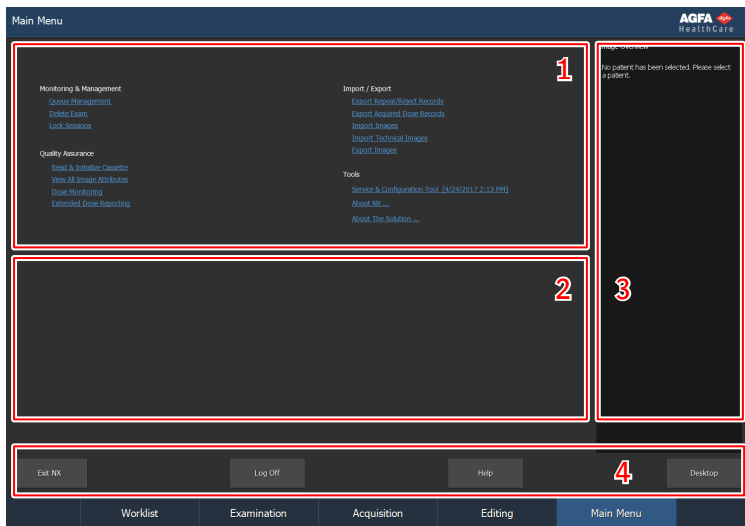 Main Menu
AGFA
HealthCare
1
Image Overview
No patient has been selected. Please select
a patient.
Monitoring & Management
Queue Management
Delete Exam
Lock Sessions
Quality Assurance
Read & Initialize Cassette
View All Image Attributes
Dose Monitoring
Extended Dose Reporting
Import / Export
Export Repeat/Reject Records
Export Acquired Dose Records
Import Images
Import Technical Images
Export Images
Tools
Service & Configuration Tool [4/24/2017 2:13 PM]
About NX ...
About The Solution ...
2
3
4
Exit NX
Log Off
Help
Desktop
Worklist
Examination
Acquisition
Editing
Main Menu